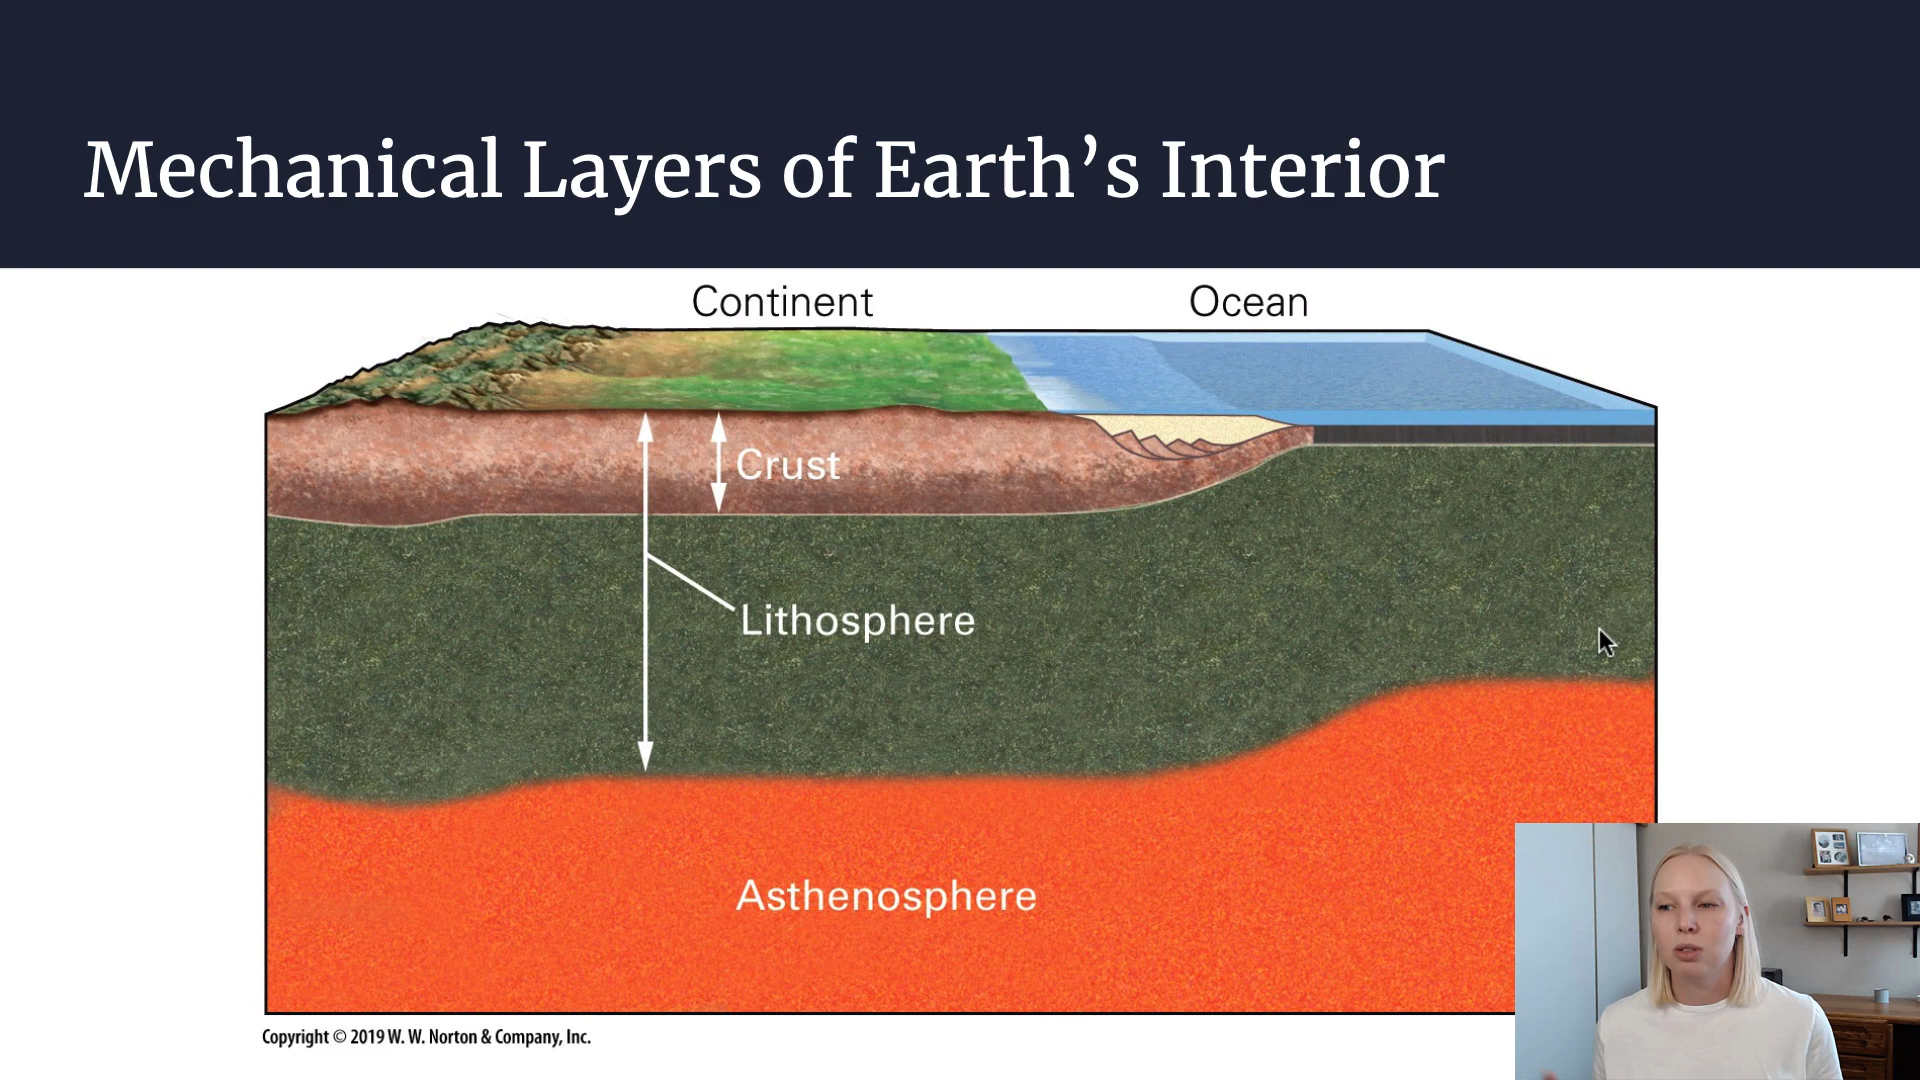 Mechanical Layers of Earth’s Interior
Continent
Ocean
Crust
Lithosphere
Asthenosphere
Copyright © 2019 W. W. Norton & Company, Inc.